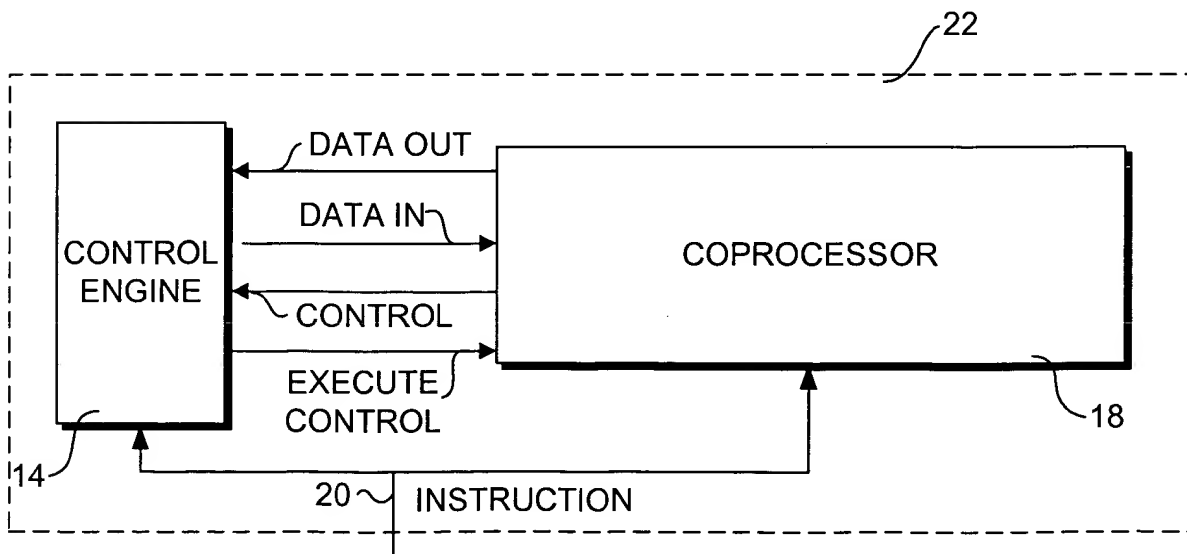 22
DATA OUT
DATA IN
CONTROL
ENGINE
COPROCESSOR
CONTROL
EXECUTE
CONTROL
14
18
20
INSTRUCTION